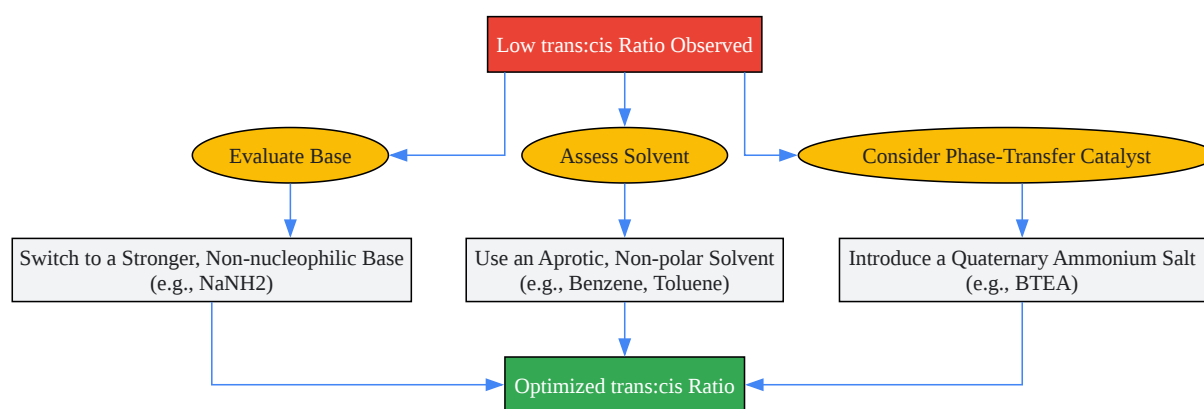 Low trans:cis Ratio Observed
Evaluate Base
Assess Solvent
Consider Phase-Transfer Catalyst
Switch to a Stronger, Non-nucleophilic Base
(e.g., NaNH2)
Use an Aprotic, Non-polar Solvent
(e.g., Benzene, Toluene)
Introduce a Quaternary Ammonium Salt
(e.g., BTEA)
Optimized trans:cis Ratio